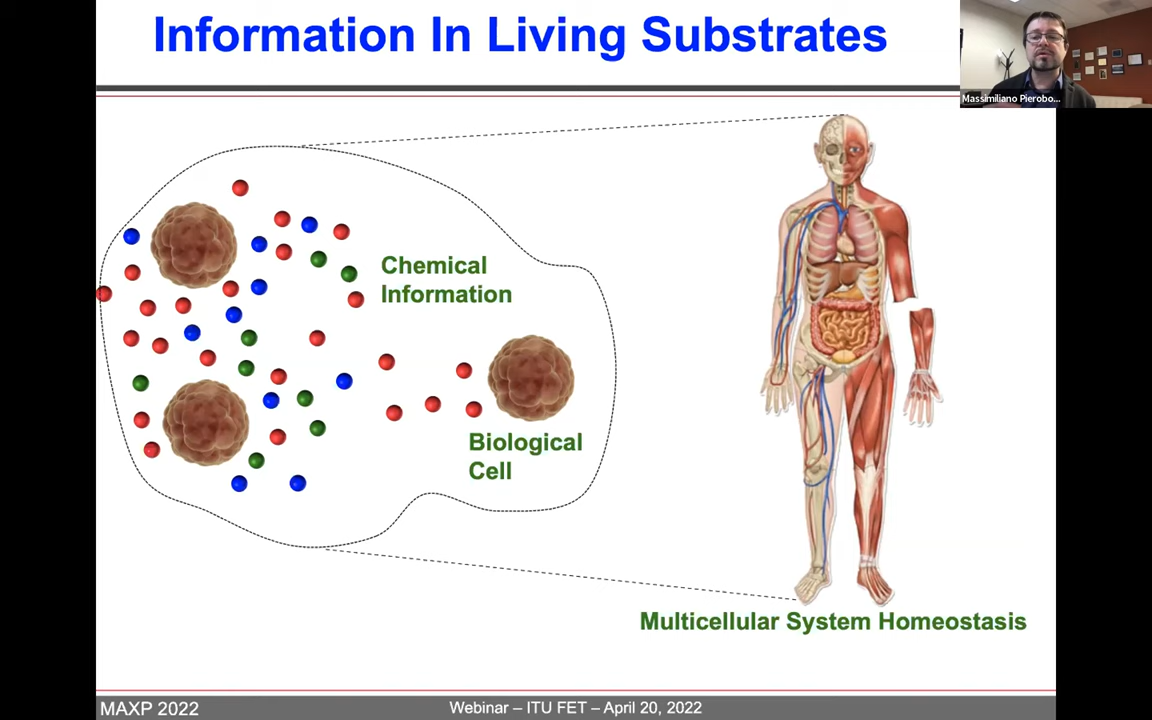 Information In Living Substrates
Massimiliano Pierobo...
Chemical
Information
Biological
Cell
Multicellular System Homeostasis
MAXP 2022
Webinar – ITU FET – April 20, 2022